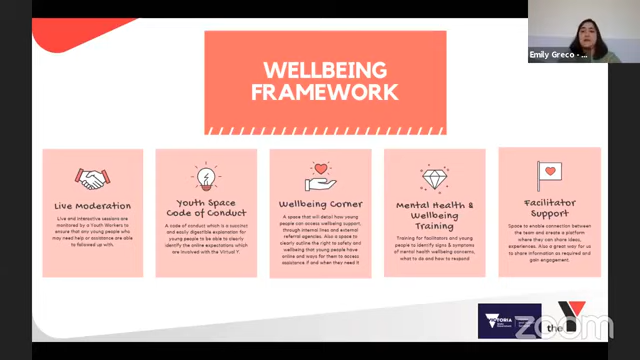 Emily Greco - ...
WELLBEING
FRAMEWORK
Live Moderation
Live and interactive sessions are
monitored by a Youth Workers to
ensure that any young people who
may need help or assistance are able
to followed up with.
Youth Space
Code of Conduct
A code of conduct which is a succinct
and easily digestible explanation for
young people to be able to clearly
identify the online expectations which
are involved with the Virtual Y.
Wellbeing Corner
A space that will detail how young
people can access wellbeing support,
through internal lines and external
referral agencies. Also a space to
clearly outline the right to safety and
wellbeing that young people have
online and ways for them to access
assistance if and when they need it
Mental Health &
Wellbeing
Training
Training for facilitators and young
people to identify signs & symptoms
of mental health wellbeing concerns,
what to do and how to respond
Facilitator
Support
Space to enable connection between
the team and create a platform
where they can share ideas,
experiences. Also a great way for us
to share information as required and
gain engagement.
VICTORIA
the Y
zoom